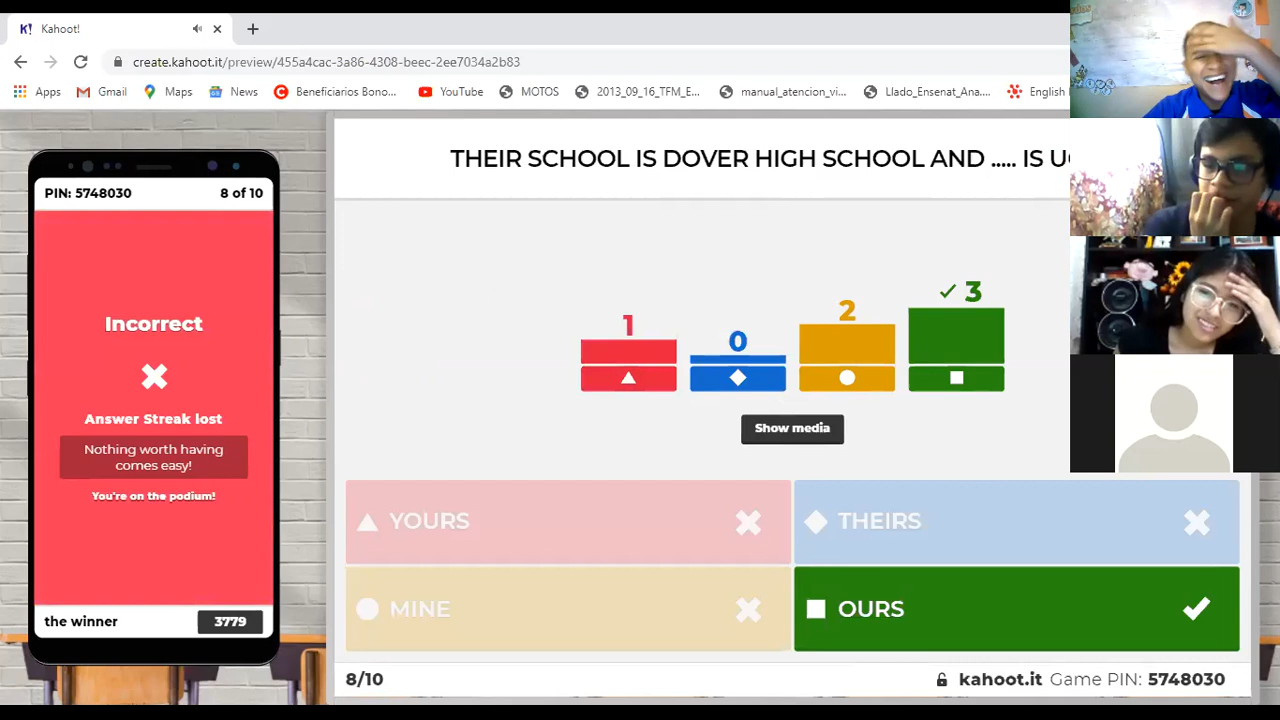 K! Kahoot!
create.kahoot.it/preview/455a4cac-3a86-4308-beec-2ee7034a2b83
Apps Gmail Maps News Beneficiarios Bono... YouTube MOTOS 2013_09_16_TFM_E... manual_atencion_vi... Llado_Ensenat_Ana.... English
PIN: 5748030 8 of 10
Incorrect
Answer Streak lost
Nothing worth having
comes easy!
You're on the podium!
the winner 3779
THEIR SCHOOL IS DOVER HIGH SCHOOL AND ..... IS
1 0 2 3
Show media
YOURS
THEIRS
MINE
OURS
8/10
kahoot.it Game PIN: 5748030